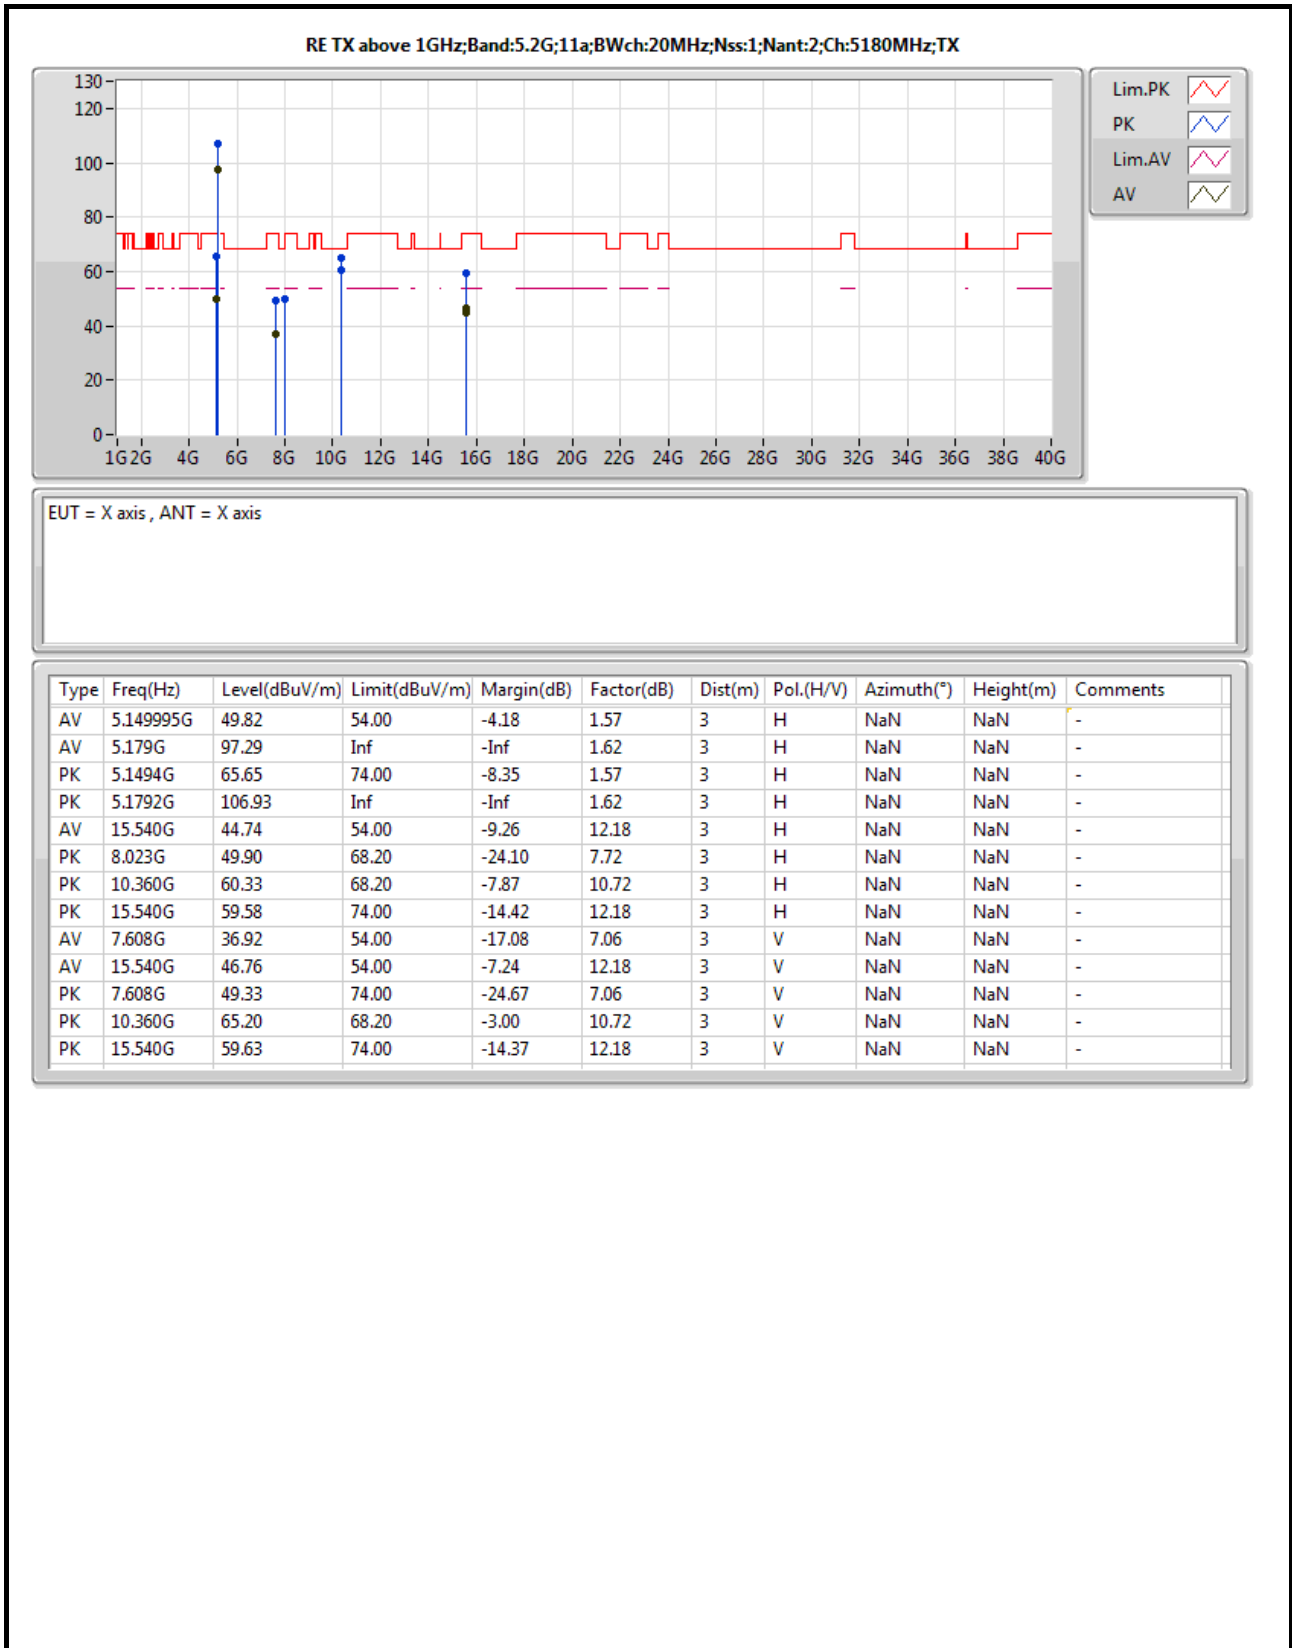 RE TX above 1GHz;Band:5.2G;11a;BWch:20MHz;Nss:1;Nant:2;Ch:5180MHz;TX
130
120
100
80
60
40
20
0
1G 2G 4G 6G 8G 10G 12G 14G 16G 18G 20G 22G 24G 26G 28G 30G 32G 34G 36G 38G 40G
Lim.PK
PK
Lim.AV
AV
EUT = X axis , ANT = X axis
Type Freq(Hz) Level(dBuV/m) Limit(dBuV/m) Margin(dB) Factor(dB) Dist(m) Pol.(H/V) Azimuth(°) Height(m) Comments
AV 5.149995G 49.82 54.00 -4.18 1.57 3 H NaN NaN -
AV 5.179G 97.29 Inf -Inf 1.62 3 H NaN NaN -
PK 5.1494G 65.65 74.00 -8.35 1.57 3 H NaN NaN -
PK 5.1792G 106.93 Inf -Inf 1.62 3 H NaN NaN -
AV 15.540G 44.74 54.00 -9.26 12.18 3 H NaN NaN -
PK 8.023G 49.90 68.20 -24.10 7.72 3 H NaN NaN -
PK 10.360G 60.33 68.20 -7.87 10.72 3 H NaN NaN -
PK 15.540G 59.58 74.00 -14.42 12.18 3 H NaN NaN -
AV 7.608G 36.92 54.00 -17.08 7.06 3 V NaN NaN -
AV 15.540G 46.76 54.00 -7.24 12.18 3 V NaN NaN -
PK 7.608G 49.33 74.00 -24.67 7.06 3 V NaN NaN -
PK 10.360G 65.20 68.20 -3.00 10.72 3 V NaN NaN -
PK 15.540G 59.63 74.00 -14.37 12.18 3 V NaN NaN -